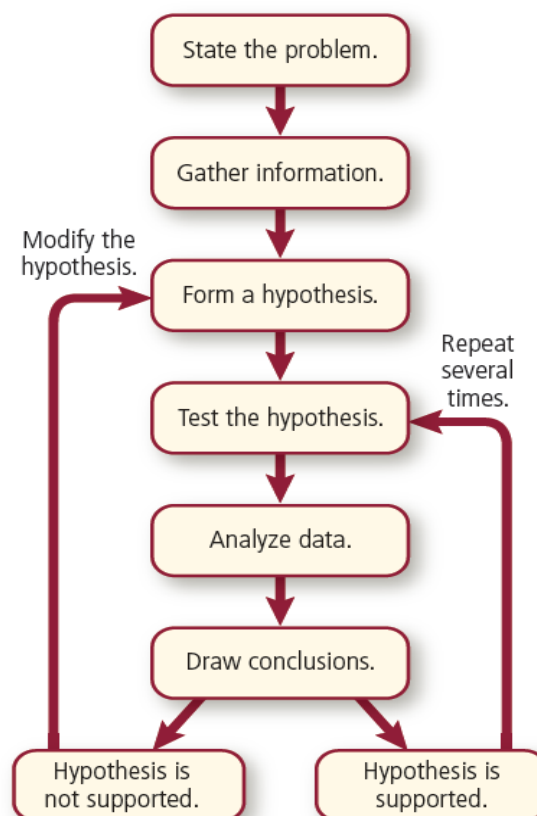 State the problem.
Gather information.
Modify the
hypothesis.
Form a hypothesis.
Repeat
several
times.
Test the hypothesis.
Analyze data.
Draw conclusions.
Hypothesis is
not supported.
Hypothesis is
supported.